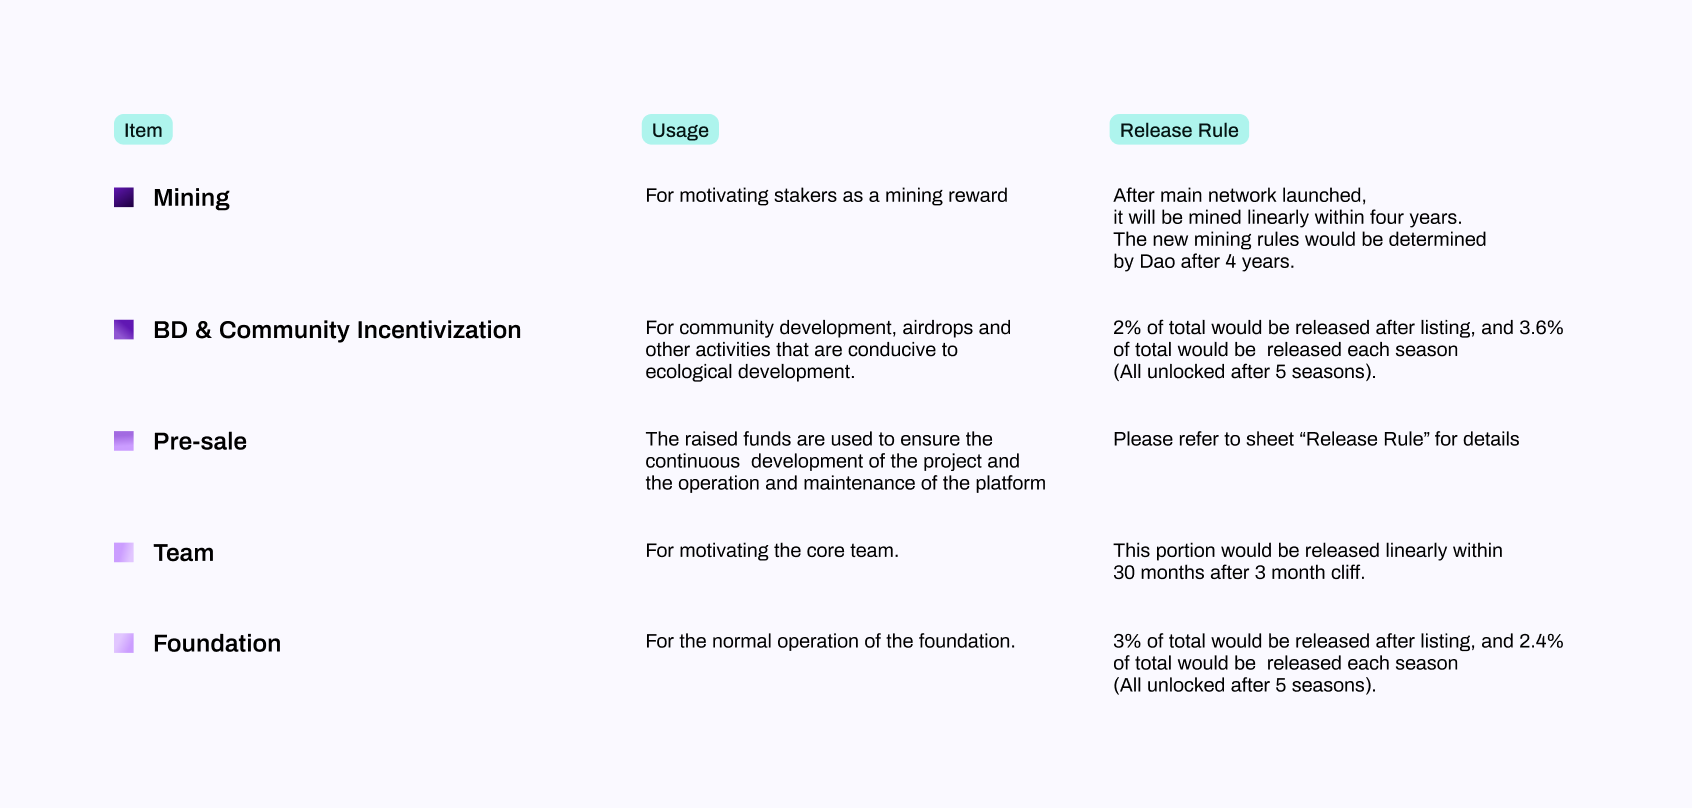 Item
Usage
Release Rule
Mining
For motivating stakers as a mining reward
After main network launched,
it will be mined linearly within four years.
The new mining rules would be determined
by Dao after 4 years.
BD & Community Incentivization
For community development, airdrops and
other activities that are conducive to
ecological development.
2% of total would be released after listing, and 3.6%
of total would be  released each season
(All unlocked after 5 seasons).
Pre-sale
The raised funds are used to ensure the
continuous  development of the project and
the operation and maintenance of the platform
Please refer to sheet “Release Rule” for details
Team
For motivating the core team.
This portion would be released linearly within
30 months after 3 month cliff.
Foundation
For the normal operation of the foundation.
3% of total would be released after listing, and 2.4%
of total would be  released each season
(All unlocked after 5 seasons).